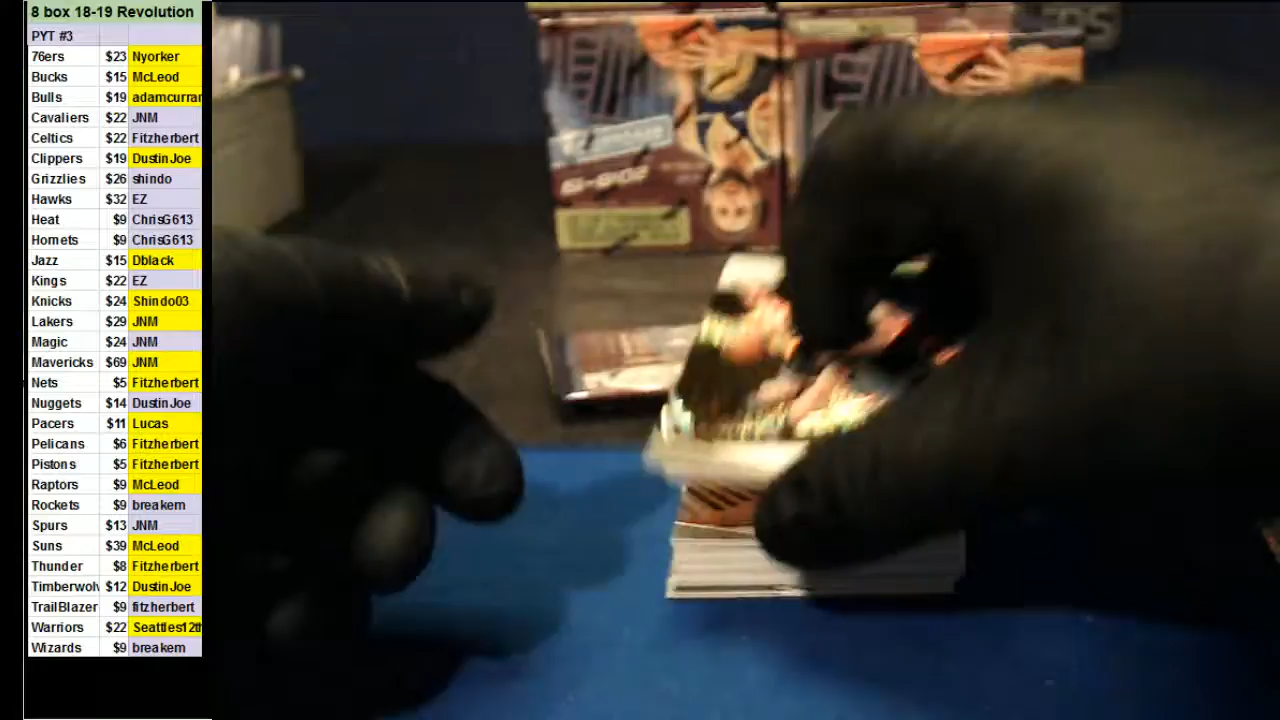 8 box 18-19 Revolution
PYT #3
76ers $23 Nyorker
Bucks $15 McLeod
Bulls $19 adamcurran
Cavaliers $22 JNM
Celtics $22 Fitzherbert
Clippers $19 DustinJoe
Grizzlies $26 shindo
Hawks $32 EZ
Heat $9 ChrisG613
Hornets $9 ChrisG613
Jazz $15 Dblack
Kings $22 EZ
Knicks $24 Shindo03
Lakers $29 JNM
Magic $24 JNM
Mavericks $69 JNM
Nets $5 Fitzherbert
Nuggets $14 DustinJoe
Pacers $11 Lucas
Pelicans $6 Fitzherbert
Pistons $5 Fitzherbert
Raptors $9 McLeod
Rockets $9 breakem
Spurs $13 JNM
Suns $39 McLeod
Thunder $8 Fitzherbert
Timberwolv $12 DustinJoe
TrailBlazer $9 fitzherbert
Warriors $22 Seattles12th
Wizards $9 breakem